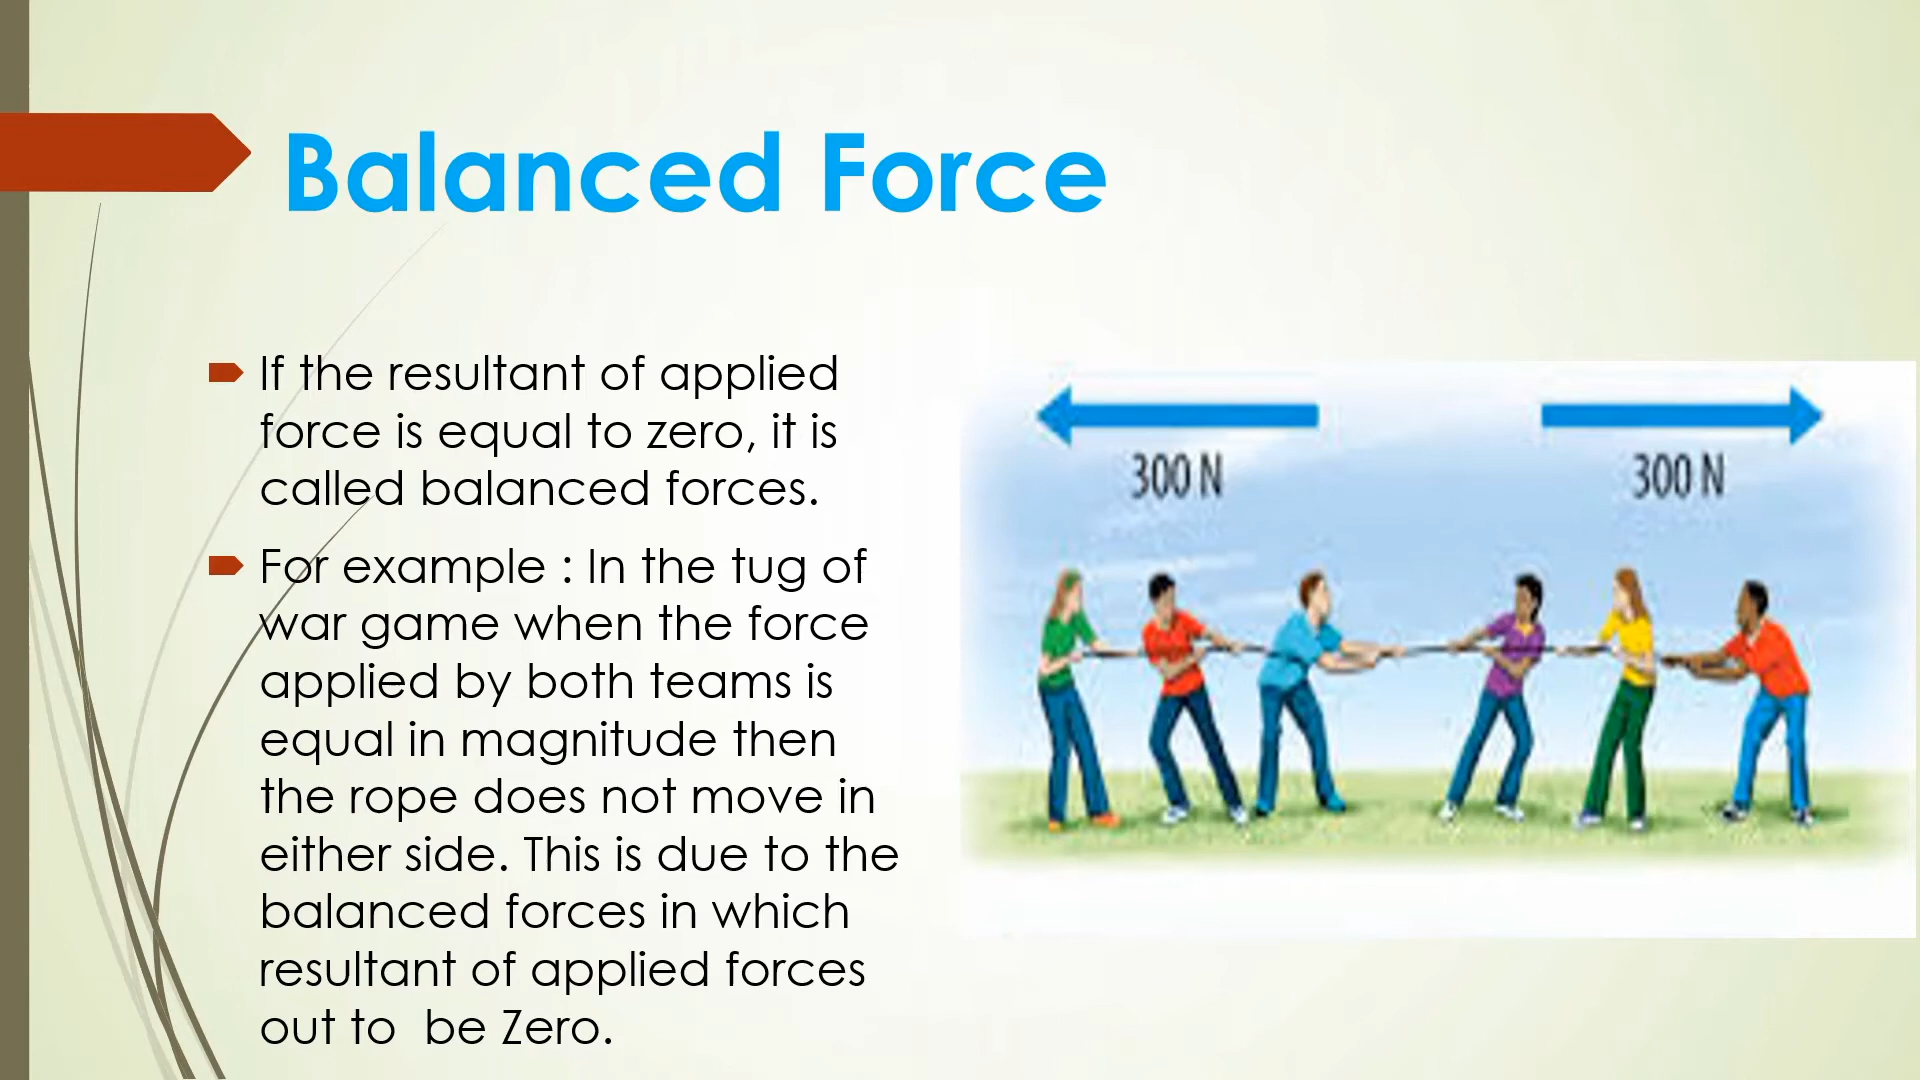 Balanced Force
If the resultant of applied
force is equal to zero, it is
called balanced forces.
For example : In the tug of
war game when the force
applied by both teams is
equal in magnitude then
the rope does not move in
either side. This is due to the
balanced forces in which
resultant of applied forces
out to  be Zero.
300 N
300 N